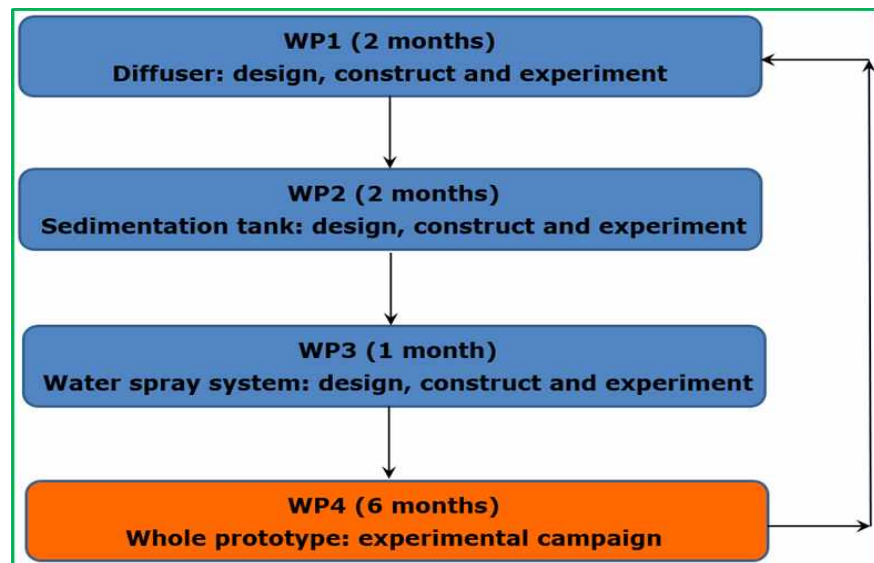 WP1 (2 months)
Diffuser: design, construct and experiment
WP2 (2 months)
Sedimentation tank: design, construct and experiment
WP3 (1 month)
Water spray system: design, construct and experiment
WP4 (6 months)
Whole prototype: experimental campaign